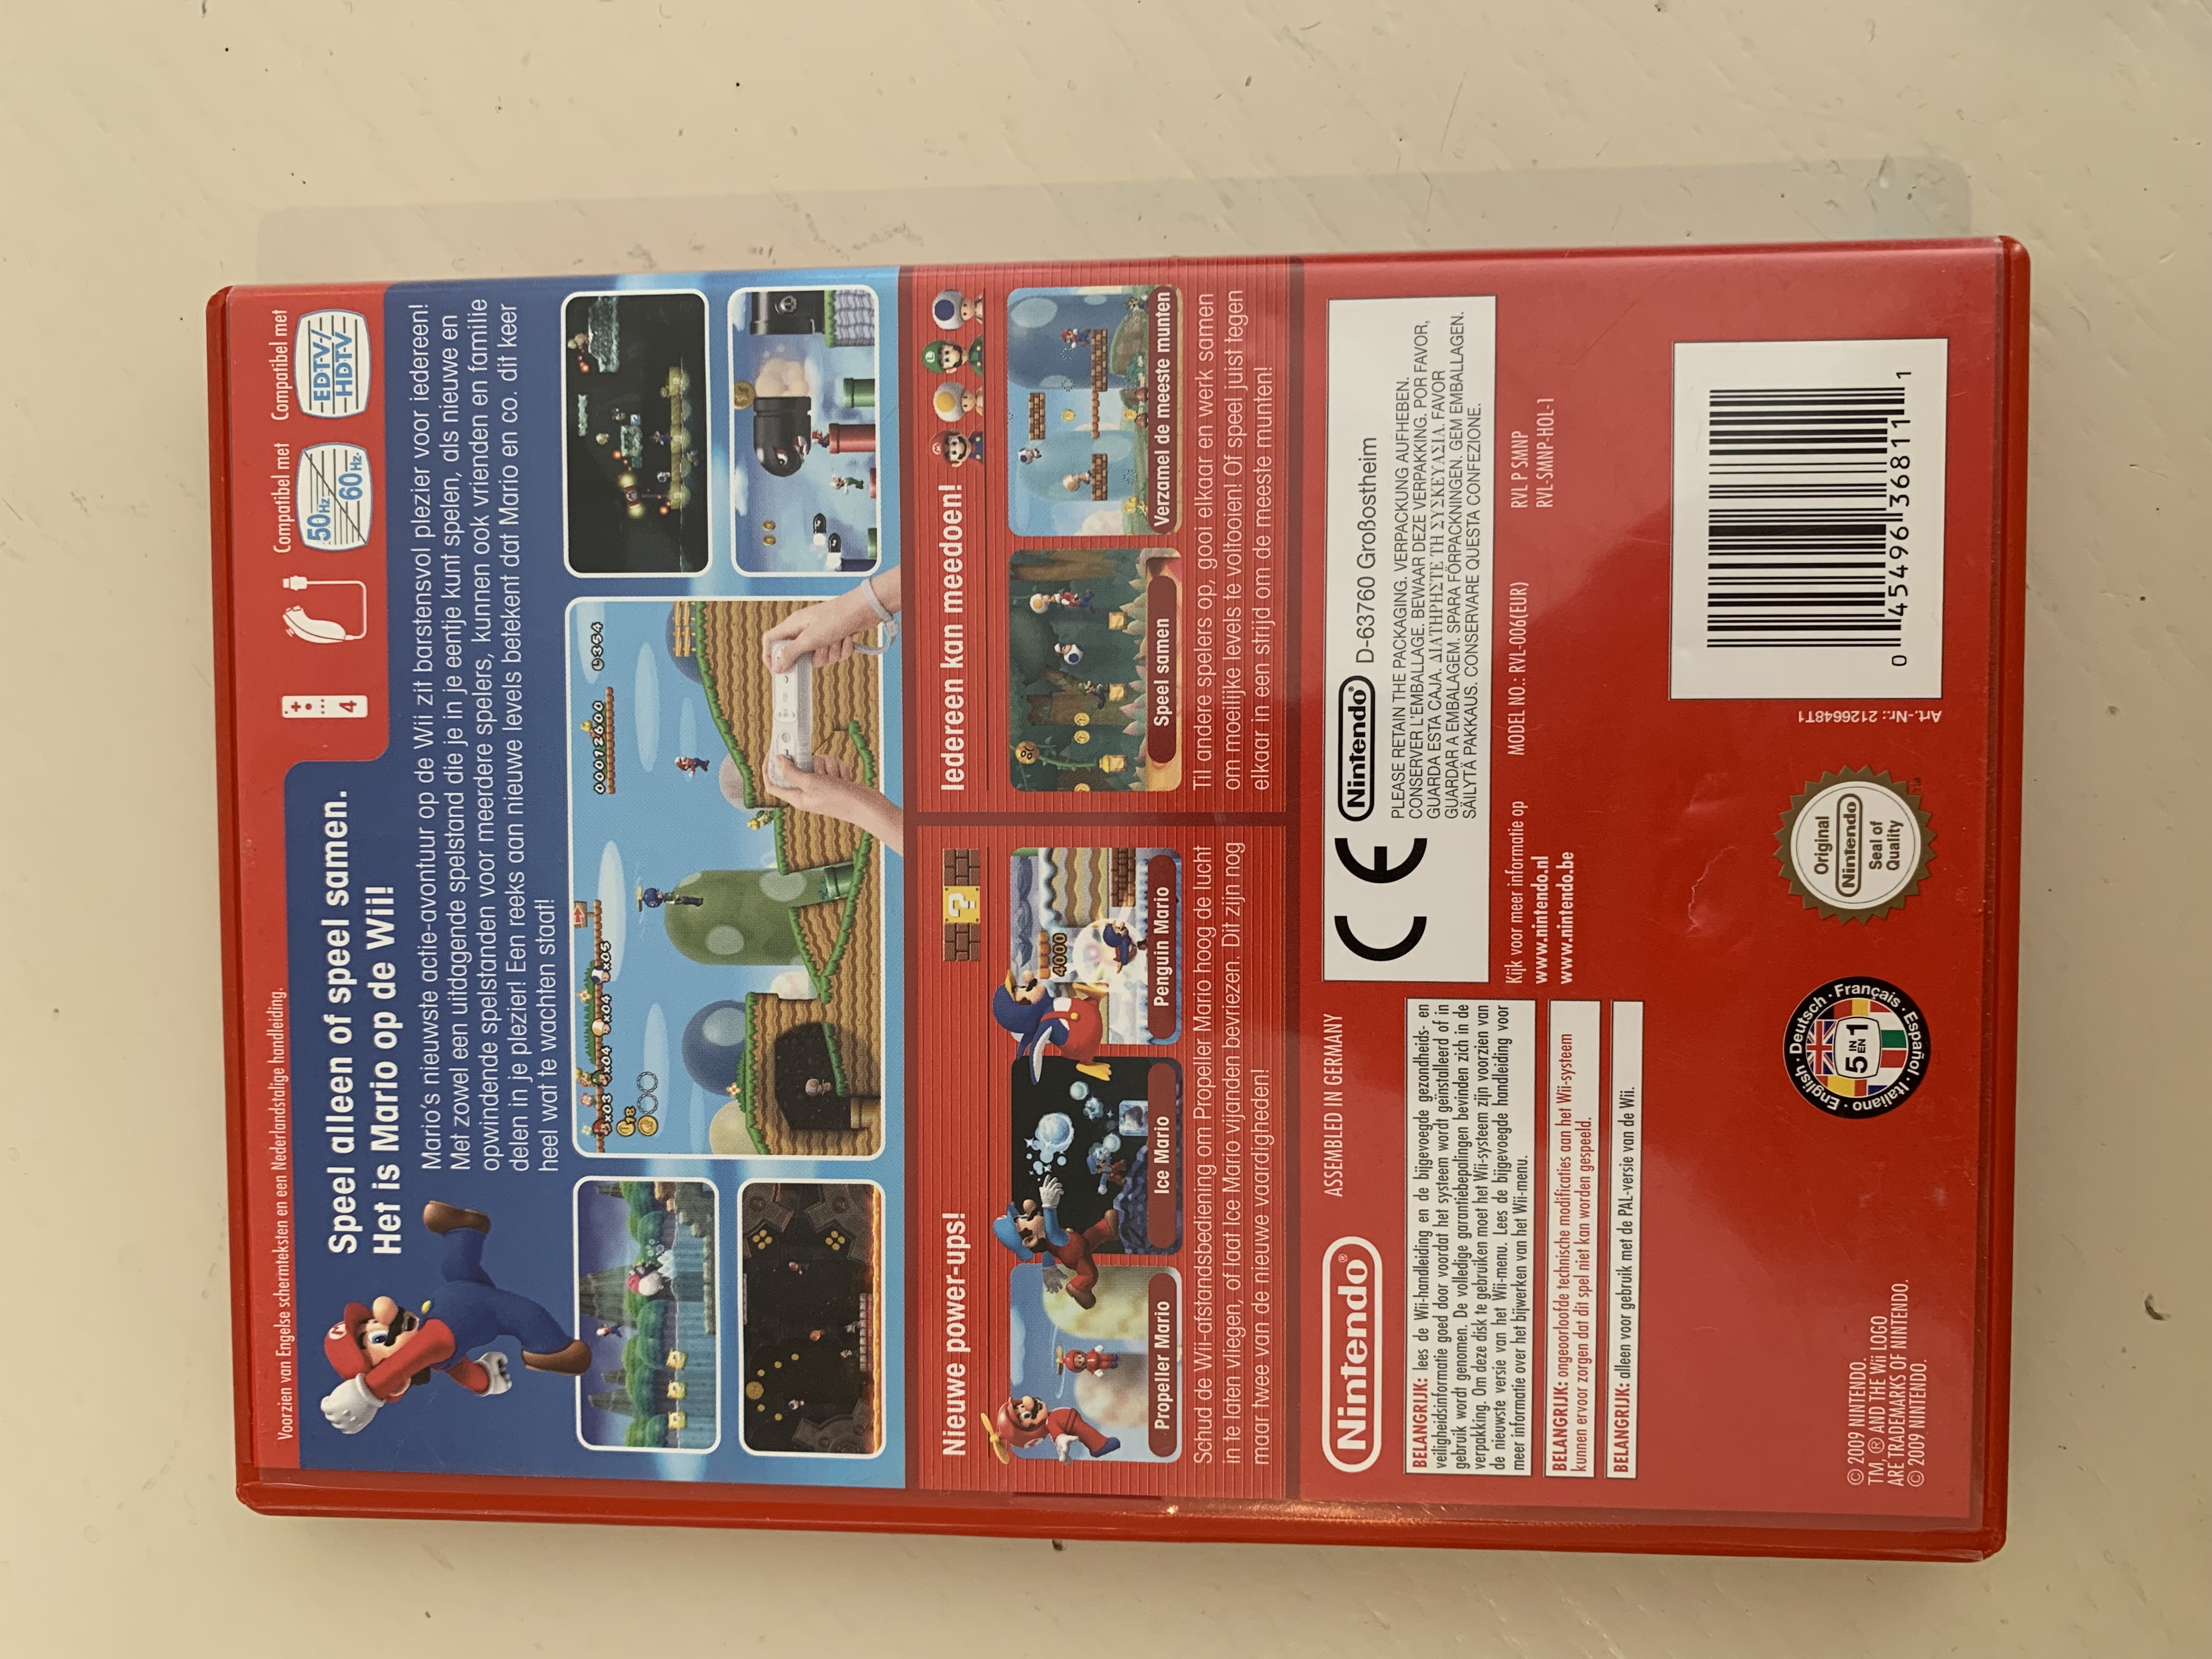 Voorzien van Engelse schermteksten en een Nederlandstalige handleiding.
4
Compatibel met
50Hz
60Hz
Compatibel met
EDTV/
HDTV
Speel alleen of speel samen.
Het is Mario op de Wii!
Mario's nieuwste actie-avontuur op de Wii zit barstensvol plezier voor iedereen!
Met zowel een uitdagende spelstand die je in je eentje kunt spelen, als nieuwe en
opwindende spelstanden voor meerdere spelers, kunnen ook vrienden en familie
delen in je plezier! Een reeks aan nieuwe levels betekent dat Mario en co. dit keer
heel wat te wachten staat!
x03 x04 x04 x05
00012600
354
18
Nieuwe power-ups!
?
4000
Propeller Mario
Ice Mario
Penguin Mario
Schud de Wii-afstandsbediening om Propeller Mario hoog de lucht
in te laten vliegen, of laat Ice Mario vijanden bevriezen. Dit zijn nog
maar twee van de nieuwe vaardigheden!
Iedereen kan meedoen!
Speel samen
Verzamel de meeste munten
Til andere spelers op, gooi elkaar en werk samen
om moeilijke levels te voltooien! Of speel juist tegen
elkaar in een strijd om de meeste munten!
Nintendo®
ASSEMBLED IN GERMANY
CE
Nintendo®
D-63760 Großostheim
PLEASE RETAIN THE PACKAGING. VERPACKUNG AUFHEBEN.
CONSERVER L'EMBALLAGE. BEWAAR DEZE VERPAKKING. POR FAVOR,
GUARDA ESTA CAJA. ΔΙΑΤΗΡΗΣΤΕ ΤΗ ΣΥΣΚΕΥΑΣΙΑ. FAVOR
GUARDAR A EMBALAGEM. SPARA FÖRPACKNINGEN. GEM EMBALLAGEN.
SÄILYTÄ PAKKAUS. CONSERVARE QUESTA CONFEZIONE.
BELANGRIJK: lees de Wii-handleiding en de bijgevoegde gezondheids- en
veiligheidsinformatie goed door voordat het systeem wordt geïnstalleerd of in
gebruik wordt genomen. De volledige garantiebepalingen bevinden zich in de
verpakking. Om deze disk te gebruiken moet het Wii-systeem zijn voorzien van
de nieuwste versie van het Wii-menu. Lees de bijgevoegde handleiding voor
meer informatie over het bijwerken van het Wii-menu.
BELANGRIJK: ongeoorloofde technische modificaties aan het Wii-systeem
kunnen ervoor zorgen dat dit spel niet kan worden gespeeld.
BELANGRIJK: alleen voor gebruik met de PAL-versie van de Wii.
Kijk voor meer informatie op
www.nintendo.nl
www.nintendo.be
MODEL NO.: RVL-006(EUR)
RVL P SMNP
RVL-SMNP-HOL-1
© 2009 NINTENDO.
TM, ® AND THE Wii LOGO
ARE TRADEMARKS OF NINTENDO.
© 2009 NINTENDO.
English · Deutsch · Français · Español · Italiano ·
5 IN EN 1
Original
Nintendo
Seal of
Quality
TM
Art.-Nr.: 2126648T1
0 45496 36811 1